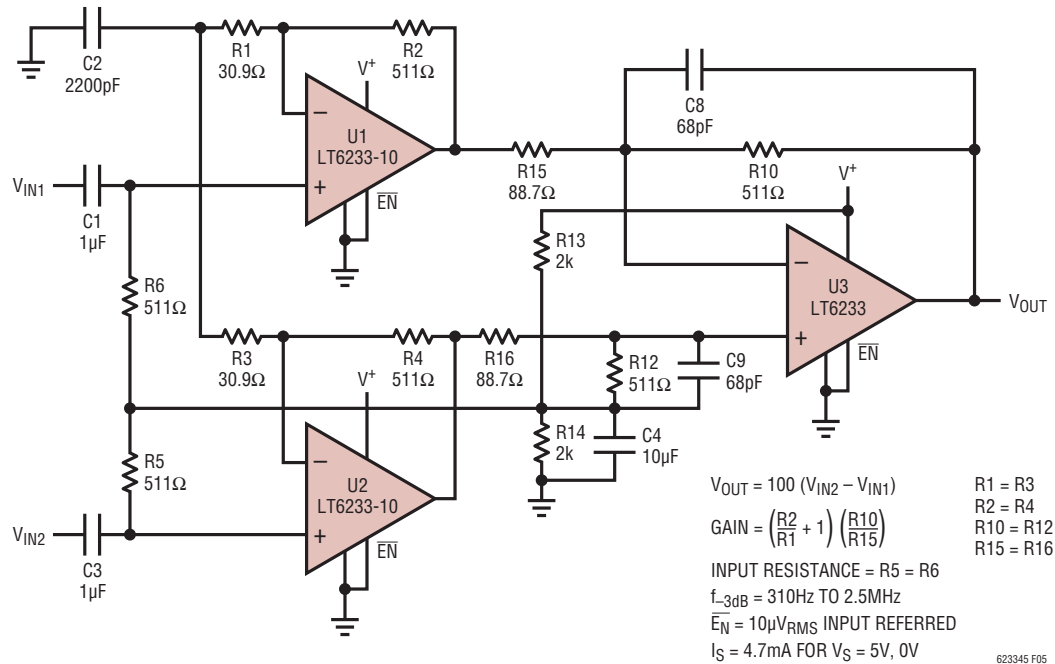 C2
2200pF
R1
30.9Ω
R2
511Ω
V+
−
U1
LT6233-10
+
EN
VIN1
C1
1µF
R15
88.7Ω
C8
68pF
R10
511Ω
V+
R6
511Ω
R13
2k
−
U3
LT6233
+
EN
VOUT
R3
30.9Ω
R4
511Ω
R16
88.7Ω
V+
R12
511Ω
C9
68pF
R5
511Ω
−
U2
LT6233-10
+
EN
R14
2k
C4
10µF
VIN2
C3
1µF
VOUT = 100 (VIN2 – VIN1)
GAIN = (R2/R1 + 1) (R10/R15)
INPUT RESISTANCE = R5 = R6
f–3dB = 310Hz TO 2.5MHz
EN = 10µVRMS INPUT REFERRED
IS = 4.7mA FOR VS = 5V, 0V
R1 = R3
R2 = R4
R10 = R12
R15 = R16
623345 F05